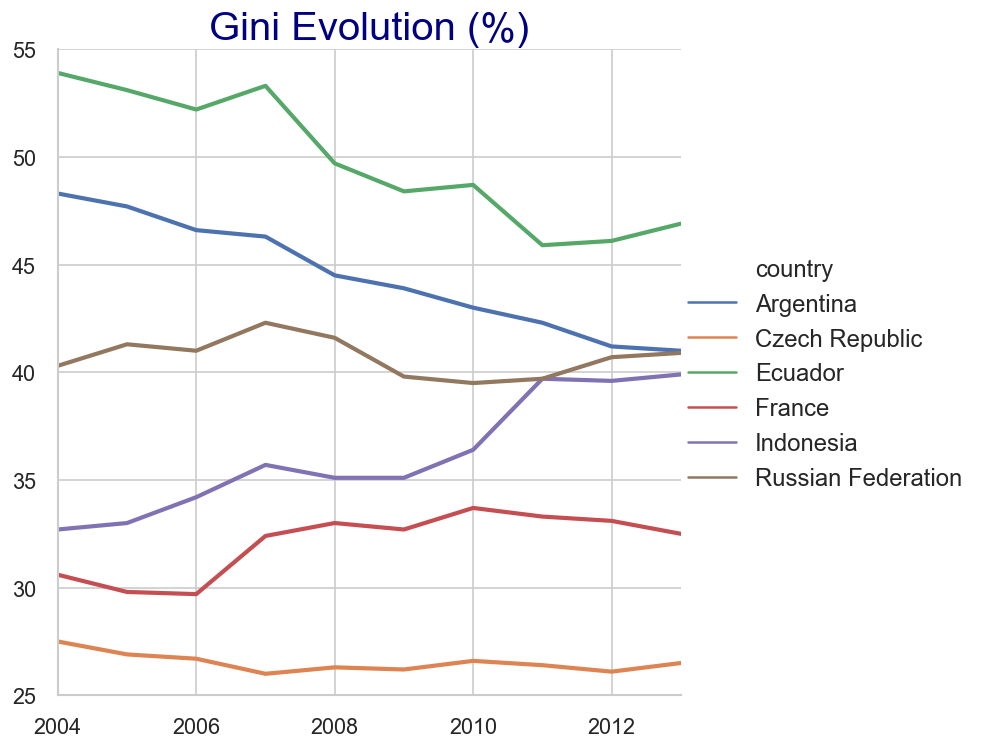 Gini Evolution (%)
55
50
45
40
35
30
25
2004
2006
2008
2010
2012
country
Argentina
Czech Republic
Ecuador
France
Indonesia
Russian Federation